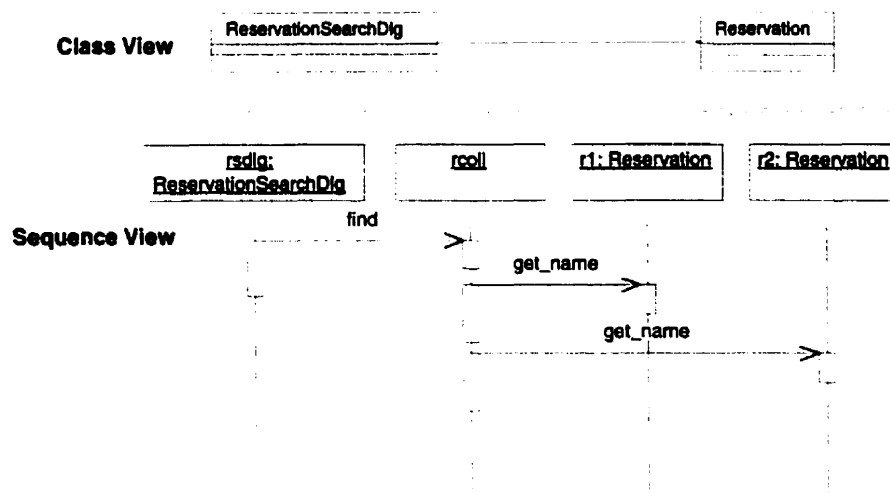 Class View
ReservationSearchDlg
Reservation
rsdlg:
ReservationSearchDlg
rcoll
r1: Reservation
r2: Reservation
Sequence View
find
get_name
get_name